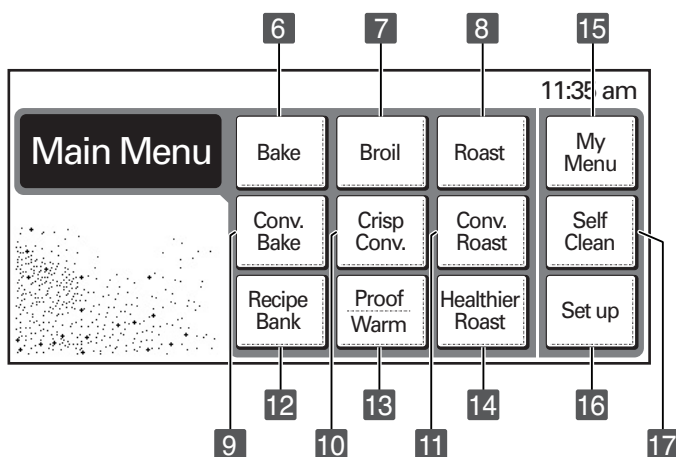 6 7 8 15
11:35 am
Main Menu
Bake
Broil
Roast
My
Menu
Conv.
Bake
Crisp
Conv.
Conv.
Roast
Self
Clean
Recipe
Bank
Proof
Warm
Healthier
Roast
Set up
12 13 14 16
9 10 11 17